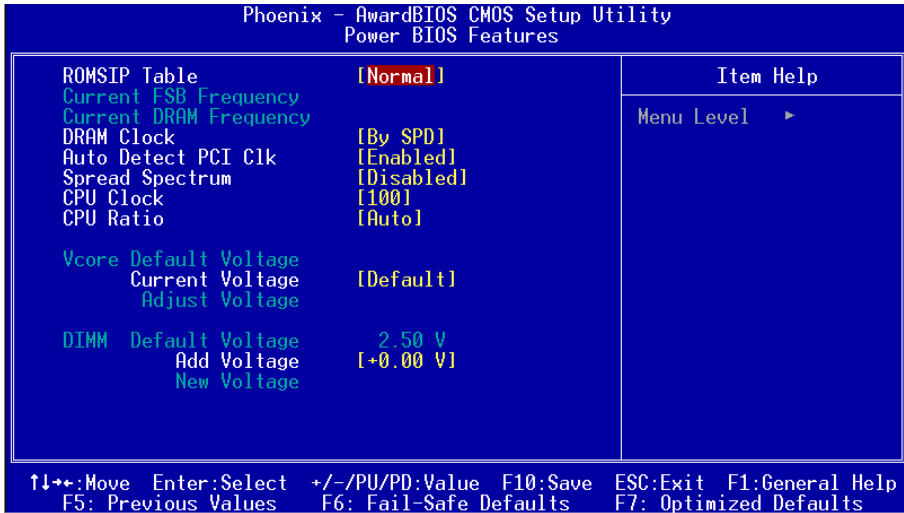 Phoenix - AwardBIOS CMOS Setup Utility
Power BIOS Features
ROMSIP Table [Normal]
Current FSB Frequency
Current DRAM Frequency
DRAM Clock [By SPD]
Auto Detect PCI Clk [Enabled]
Spread Spectrum [Disabled]
CPU Clock [100]
CPU Ratio [Auto]
Vcore Default Voltage
Current Voltage [Default]
Adjust Voltage
DIMM Default Voltage 2.50 V
Add Voltage [+0.00 V]
New Voltage
Item Help
Menu Level ►
↑↓→←:Move Enter:Select +/-/PU/PD:Value F10:Save ESC:Exit F1:General Help
F5: Previous Values F6: Fail-Safe Defaults F7: Optimized Defaults